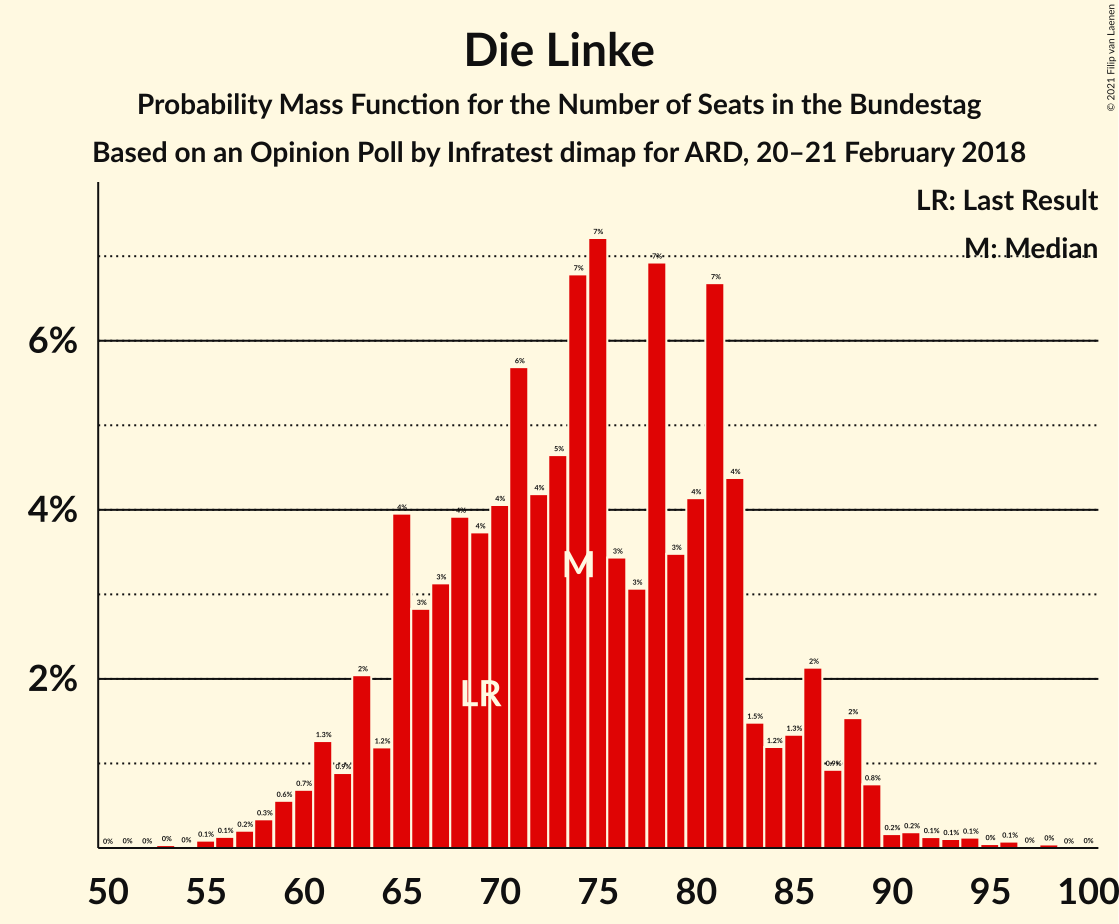 Die Linke
Probability Mass Function for the Number of Seats in the Bundestag
Based on an Opinion Poll by Infratest dimap for ARD, 20–21 February 2018
© 2021 Filip van Laenen
LR: Last Result
M: Median
6%
4%
2%
0% 0% 0% 0% 0% 0.1% 0.1% 0.2% 0.3% 0.6% 0.7% 1.3% 0.9% 2% 1.2% 4% 3% 3% 4% 4% 4% 6% 4% 5% 7% 7% 3% 3% 7% 3% 4% 7% 4% 1.5% 1.2% 1.3% 2% 0.9% 2% 0.8% 0.2% 0.2% 0.1% 0.1% 0.1% 0% 0.1% 0% 0% 0% 0%
M
LR
50 55 60 65 70 75 80 85 90 95 100